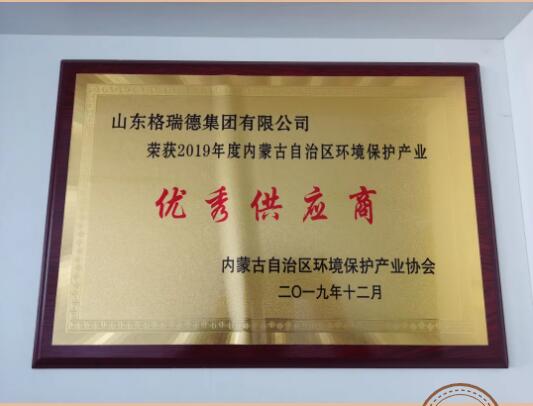 山东格瑞德集团有限公司
荣获2019年度内蒙古自治区环境保护产业
优秀供应商
内蒙古自治区环境保护产业协会
二〇一九年十二月